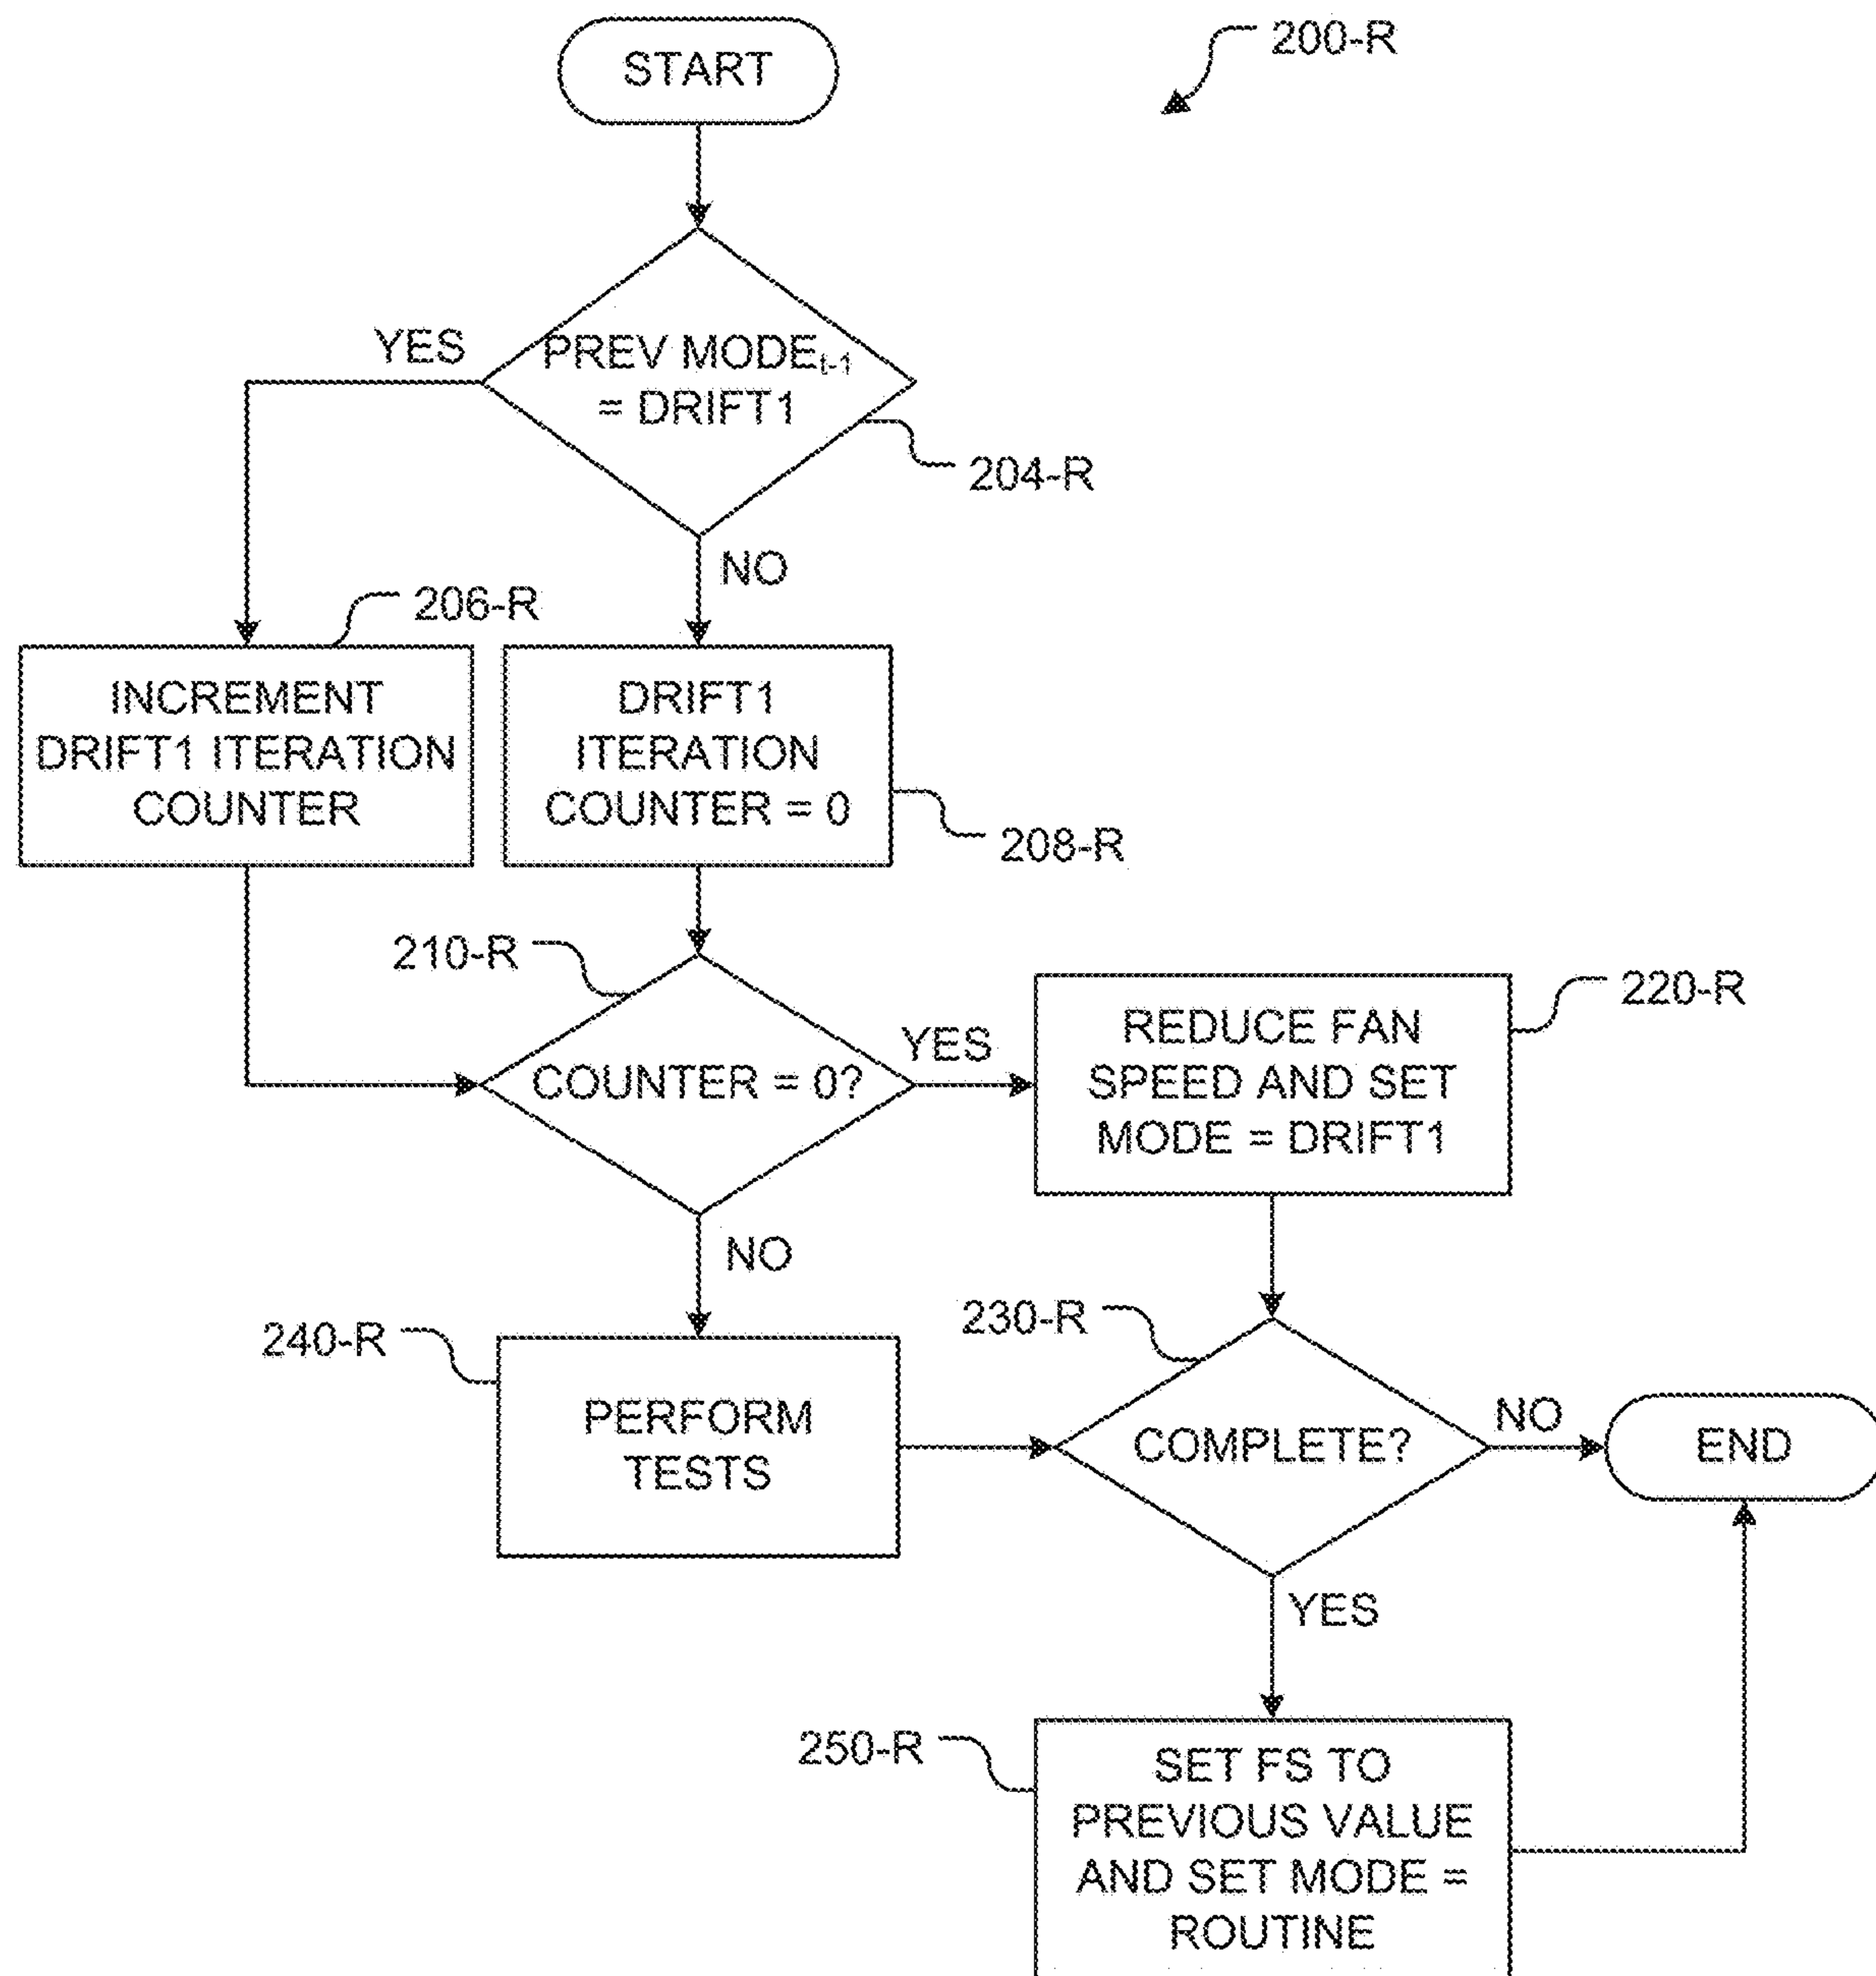 START
200-R
PREV MODEt-1
= DRIFT1
YES
204-R
NO
206-R
INCREMENT
DRIFT1 ITERATION
COUNTER
DRIFT1
ITERATION
COUNTER = 0
208-R
210-R
COUNTER = 0?
YES
REDUCE FAN
SPEED AND SET
MODE = DRIFT1
220-R
NO
240-R
PERFORM
TESTS
230-R
COMPLETE?
NO
END
YES
250-R
SET FS TO
PREVIOUS VALUE
AND SET MODE =
ROUTINE